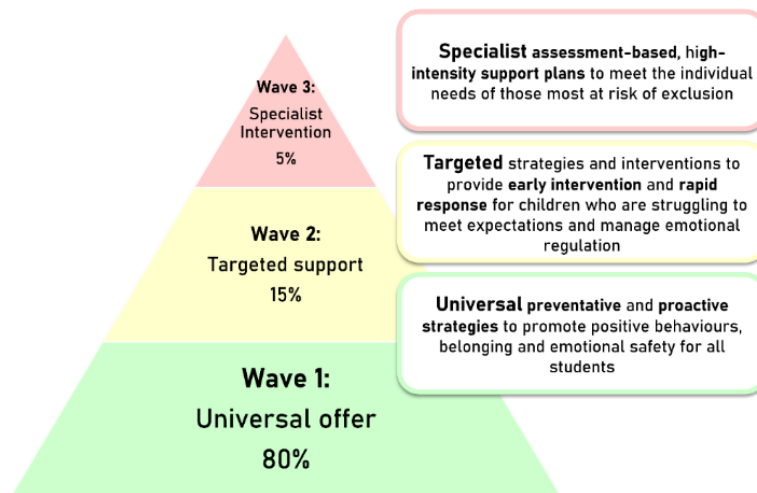 Wave 3:
Specialist
Intervention
5%
Specialist assessment-based, high-
intensity support plans to meet the individual
needs of those most at risk of exclusion
Wave 2:
Targeted support
15%
Targeted strategies and interventions to
provide early intervention and rapid
response for children who are struggling to
meet expectations and manage emotional
regulation
Wave 1:
Universal offer
80%
Universal preventative and proactive
strategies to promote positive behaviours,
belonging and emotional safety for all
students